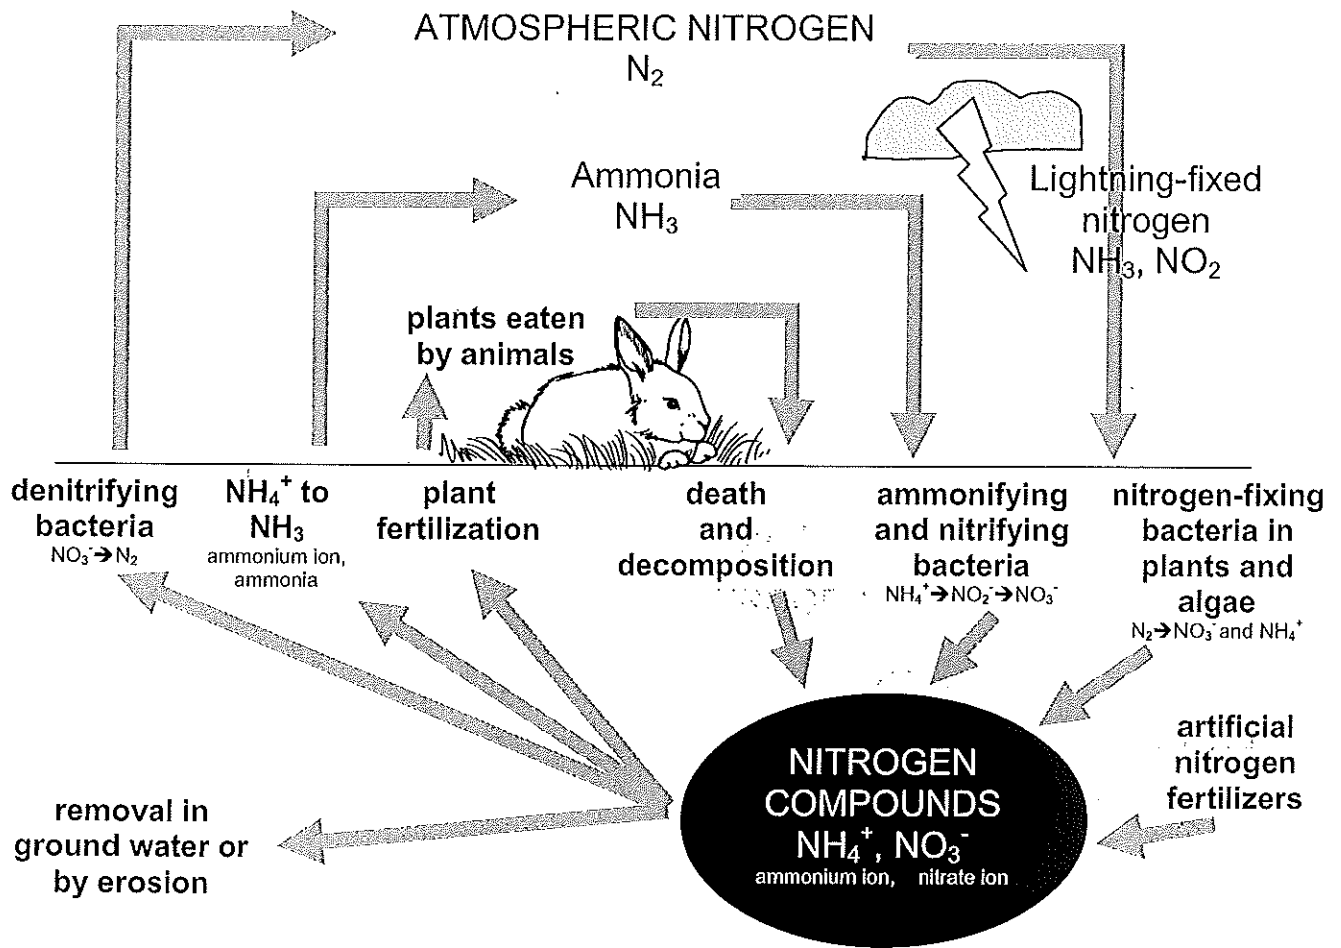 ATMOSPHERIC NITROGEN
N₂
Ammonia
NH₃
Lightning-fixed
nitrogen
NH₃, NO₂
plants eaten
by animals
denitrifying
bacteria
NO₃⁻➔N₂
NH₄⁺ to
NH₃
ammonium ion,
ammonia
plant
fertilization
death
and
decomposition
ammonifying
and nitrifying
bacteria
NH₄⁺➔NO₂⁻➔NO₃⁻
nitrogen-fixing
bacteria in
plants and
algae
N₂➔NO₃⁻ and NH₄⁺
artificial
nitrogen
fertilizers
NITROGEN
COMPOUNDS
NH₄⁺, NO₃⁻
ammonium ion, nitrate ion
removal in
ground water or
by erosion